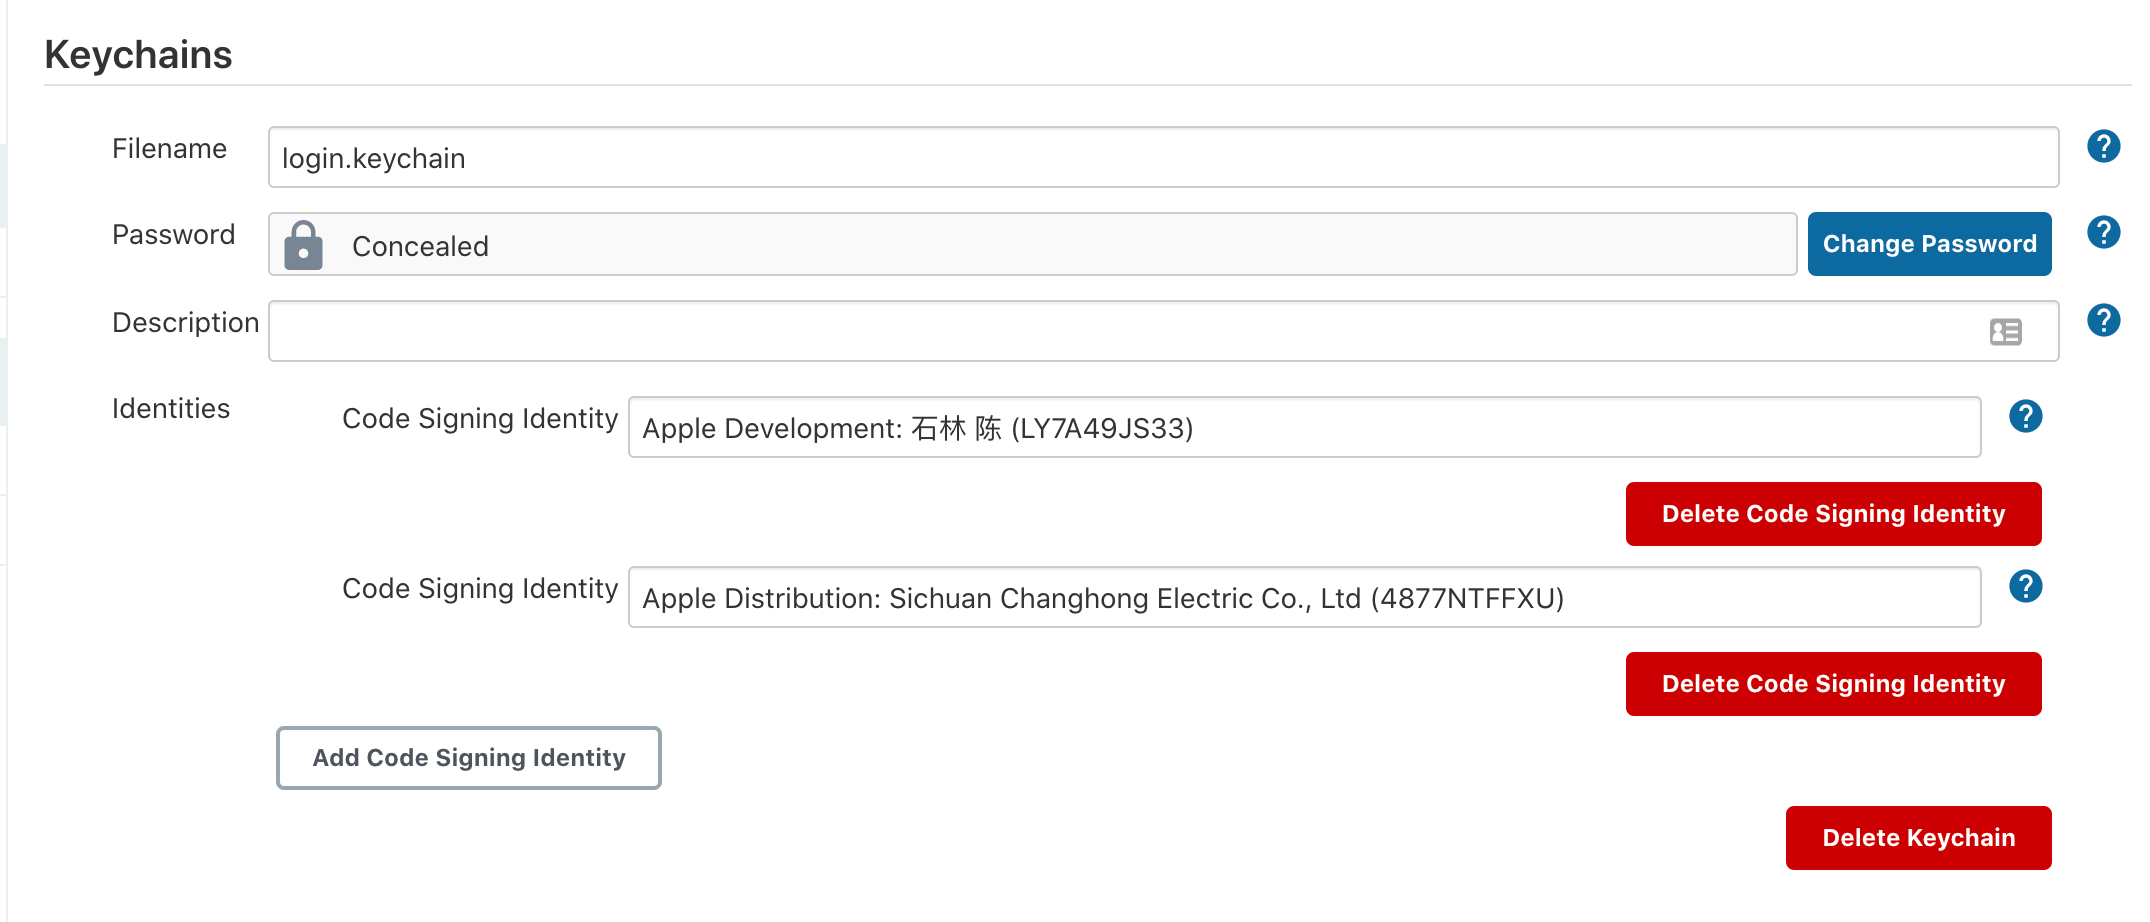 Keychains
Filename
login.keychain
Password
Concealed
Change Password
Description
Identities
Code Signing Identity
Apple Development: 石林 陈 (LY7A49JS33)
Delete Code Signing Identity
Code Signing Identity
Apple Distribution: Sichuan Changhong Electric Co., Ltd (4877NTFFXU)
Delete Code Signing Identity
Add Code Signing Identity
Delete Keychain